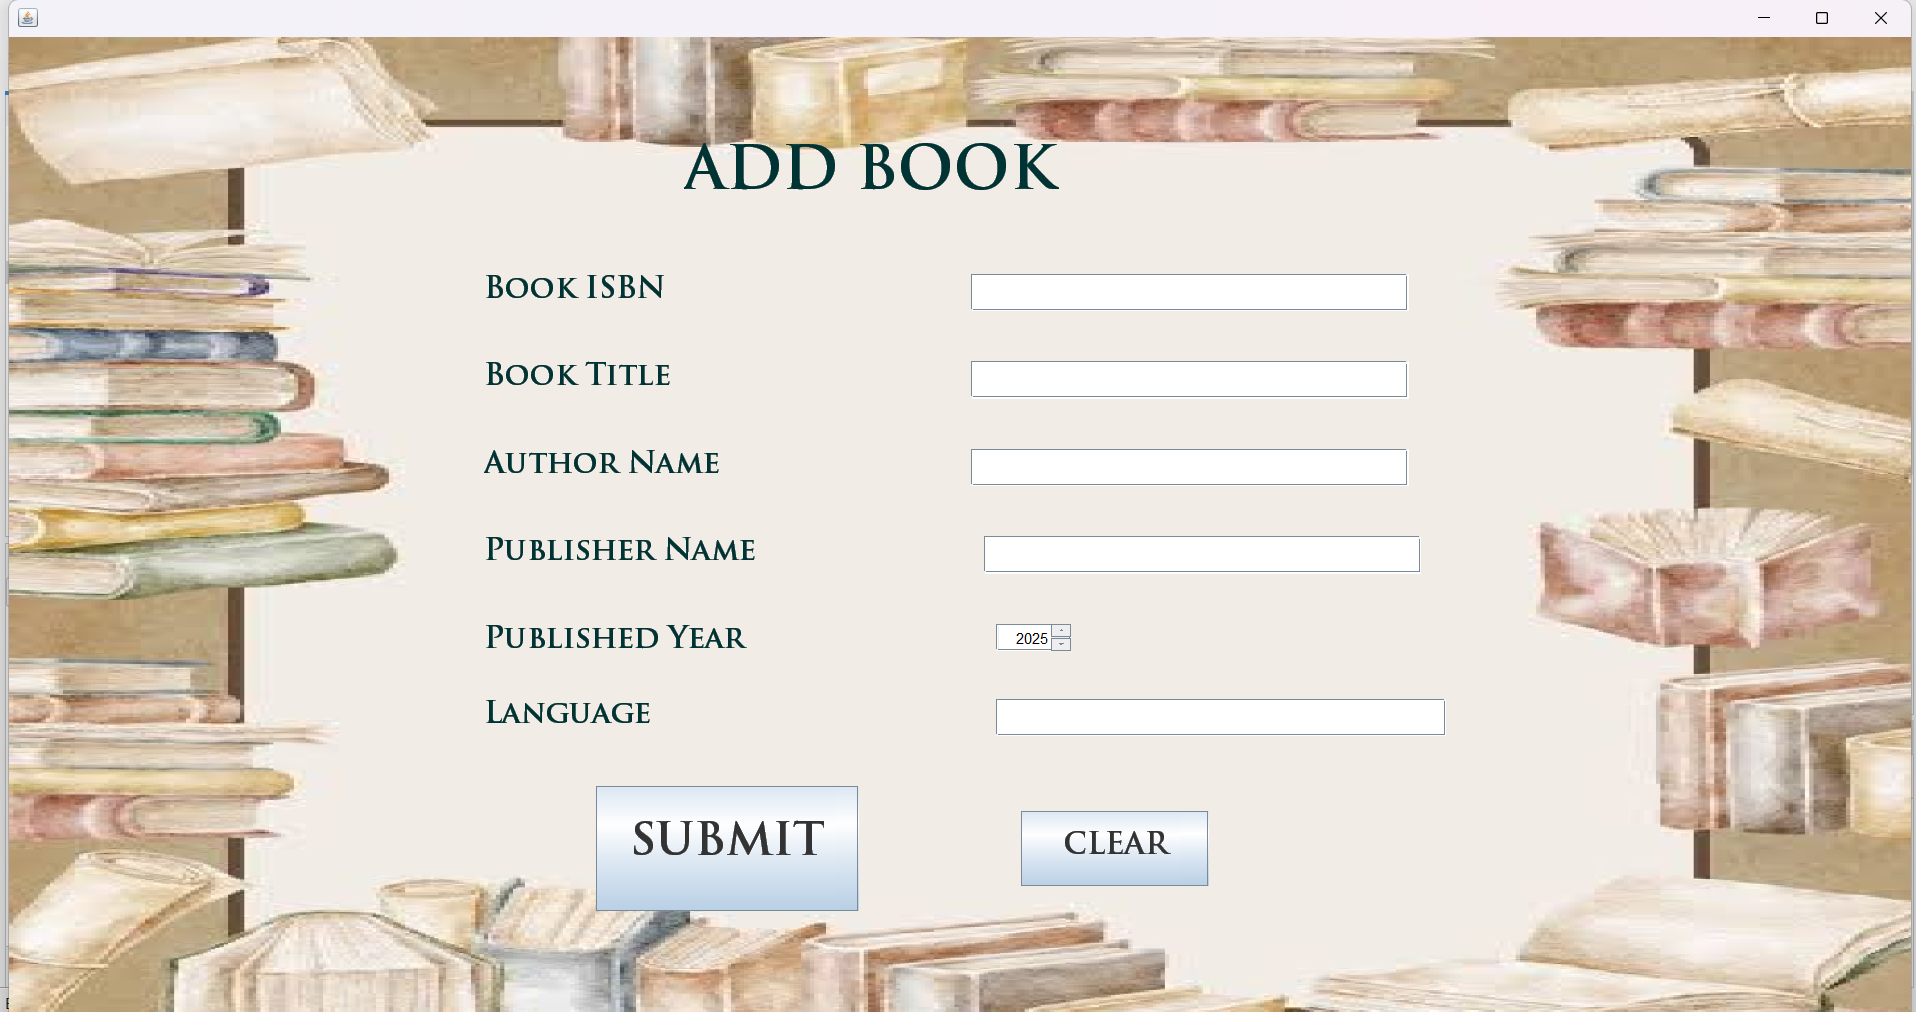 ADD BOOK
Book ISBN
Book Title
Author Name
Publisher Name
Published Year 2025
Language
SUBMIT CLEAR